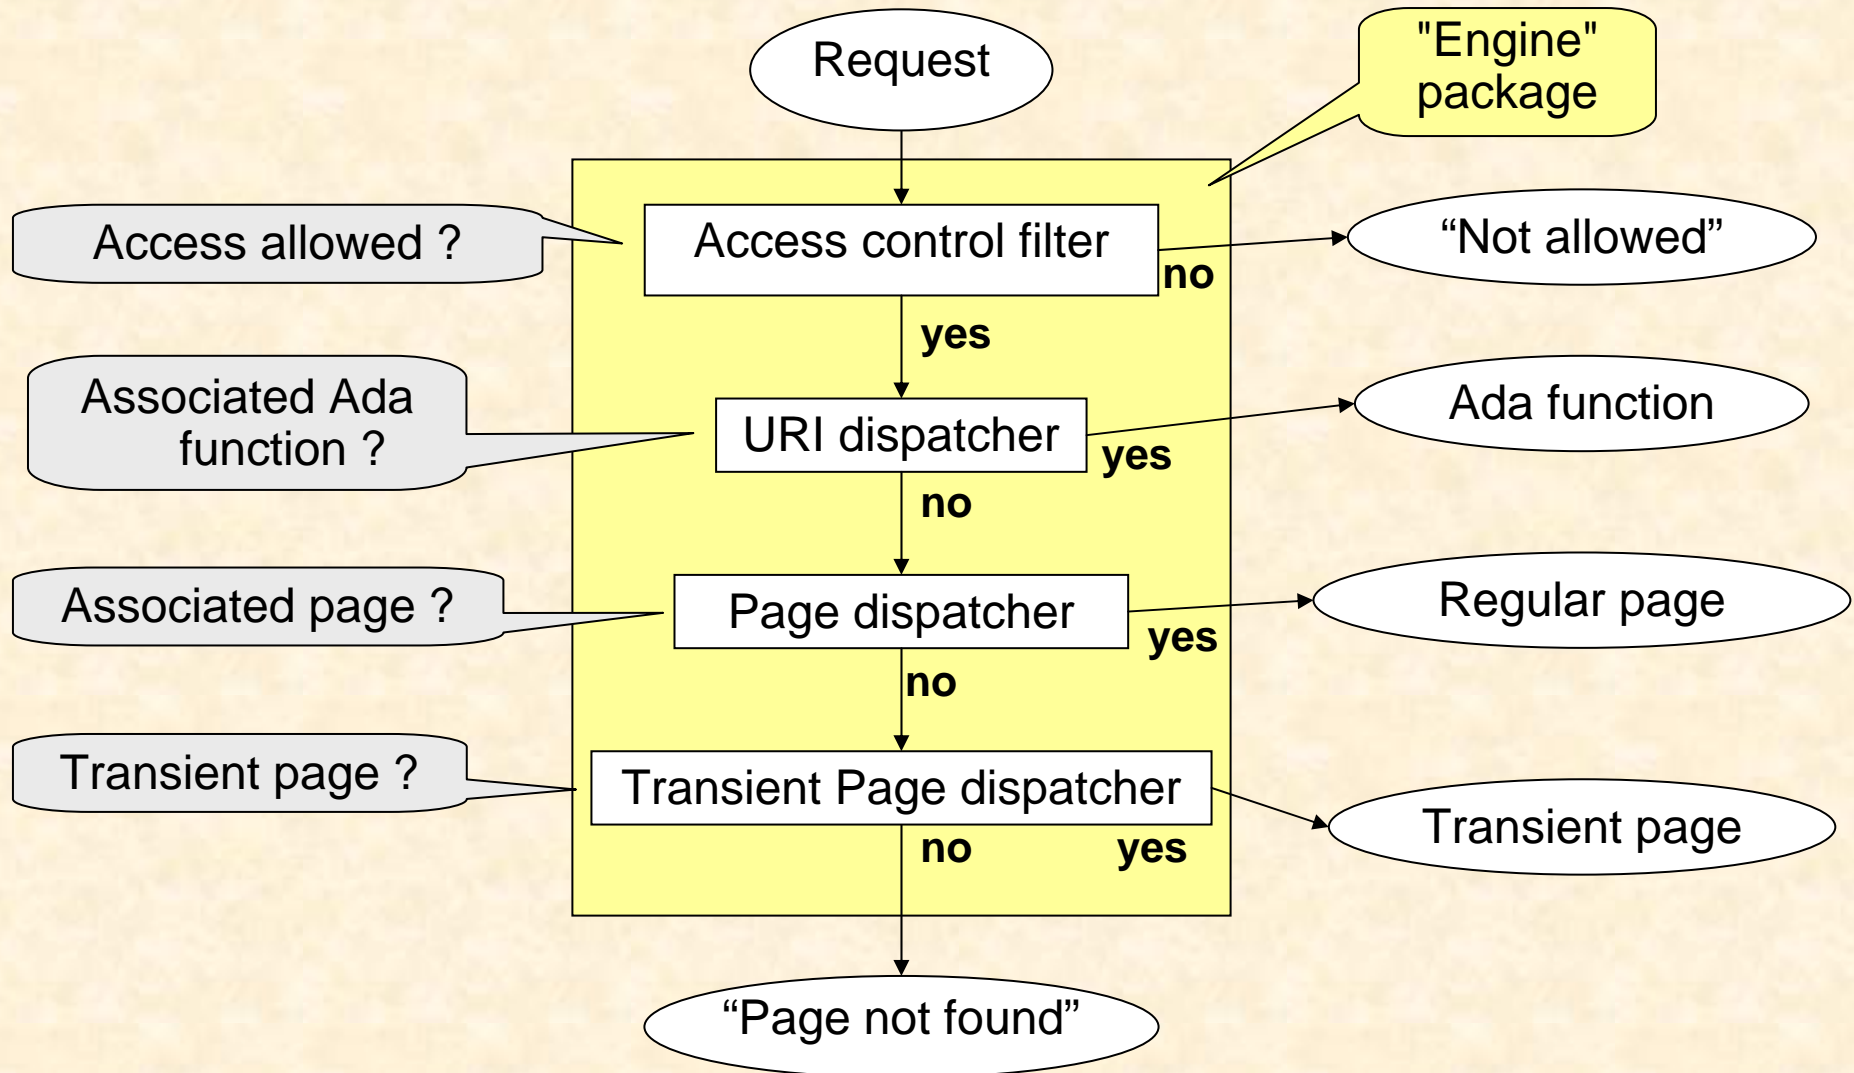 Request
"Engine"
package
Access allowed ?
Access control filter
no
“Not allowed”
yes
Associated Ada
function ?
URI dispatcher
yes
Ada function
no
Associated page ?
Page dispatcher
yes
Regular page
no
Transient page ?
Transient Page dispatcher
no
yes
Transient page
“Page not found”